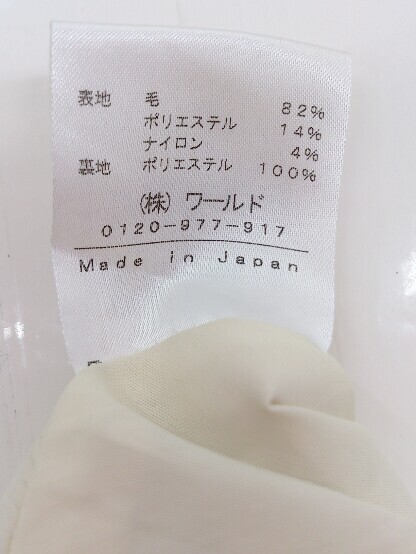 表地 毛 82%
ポリエステル 14%
ナイロン 4%
裏地 ポリエステル 100%
(株) ワールド
0120-977-917
Made in Japan